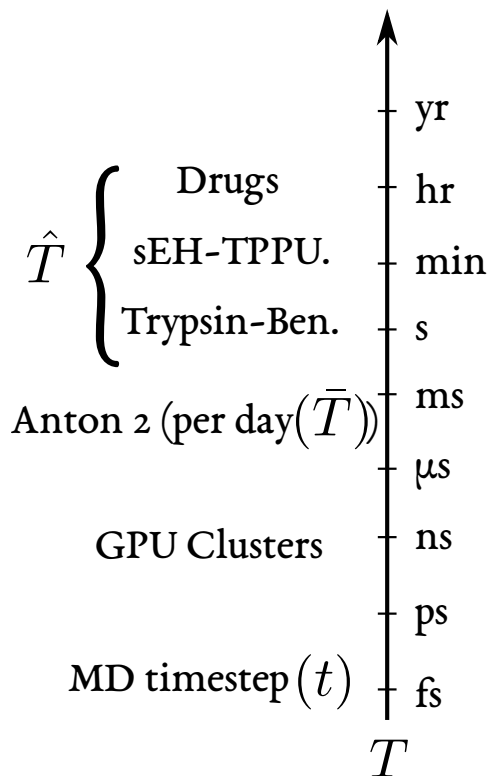 yr
Drugs
hr
T̂
sEH-TPPU.
min
Trypsin-Ben.
s
ms
Anton 2 (per day(T̄))
μs
GPU Clusters
ns
ps
MD timestep (t)
fs
T